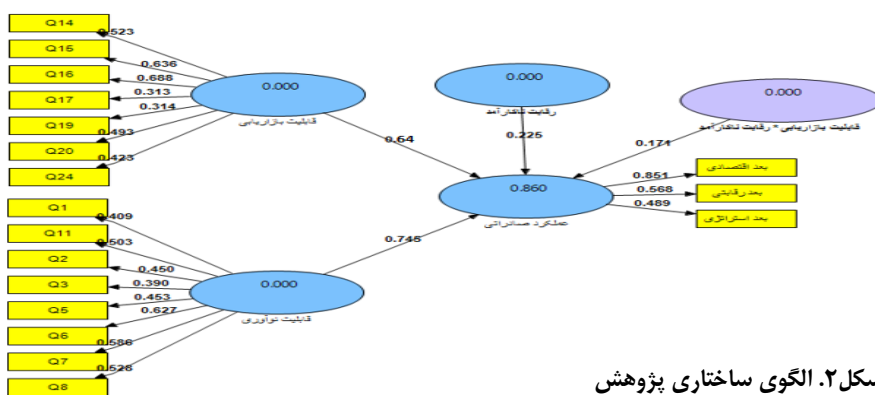 Q14
0.523
Q15
0.636
Q16
0.688
Q17
0.313
Q19
0.314
Q20
0.493
Q24
0.423
0.000
قابلیت بازاریابی
0.000
رقابت ناکارآمد
0.000
قابلیت بازاریابی * رقابت ناکارآمد
0.64
0.225
0.171
0.860
عملکرد صادراتی
0.851
بعد اقتصادی
0.568
بعد رقابتی
0.489
بعد استراتژی
0.745
Q1
0.409
Q11
0.503
Q2
0.450
Q3
0.390
Q5
0.453
Q6
0.627
Q7
0.586
Q8
0.528
0.000
قابلیت نوآوری
شکل۲. الگوی ساختاری پژوهش